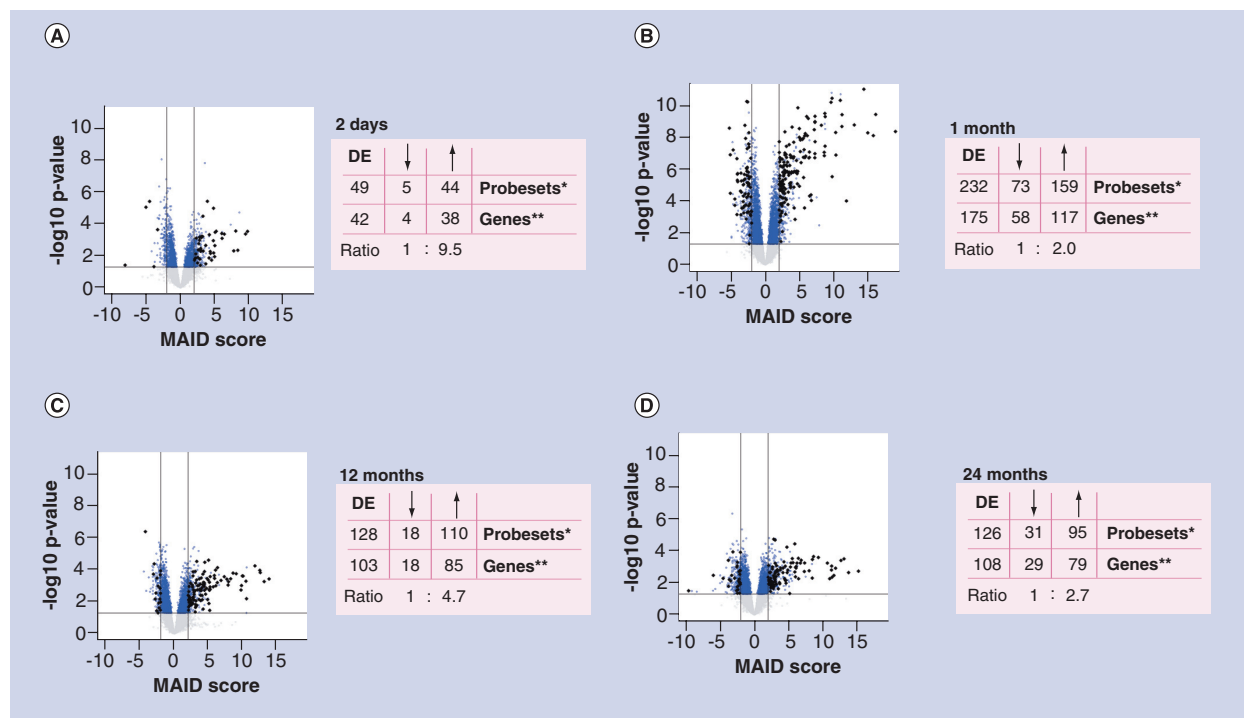 A
10
8
6
4
2
0
-log10 p-value
-10 -5 0 5 10 15
MAID score
2 days
DE ↓ ↑
49 5 44 Probesets*
42 4 38 Genes**
Ratio 1 : 9.5
B
10
8
6
4
2
0
-log10 p-value
-10 -5 0 5 10 15
MAID score
1 month
DE ↓ ↑
232 73 159 Probesets*
175 58 117 Genes**
Ratio 1 : 2.0
C
10
8
6
4
2
0
-log10 p-value
-10 -5 0 5 10 15
MAID score
12 months
DE ↓ ↑
128 18 110 Probesets*
103 18 85 Genes**
Ratio 1 : 4.7
D
10
8
6
4
2
0
-log10 p-value
-10 -5 0 5 10 15
MAID score
24 months
DE ↓ ↑
126 31 95 Probesets*
108 29 79 Genes**
Ratio 1 : 2.7